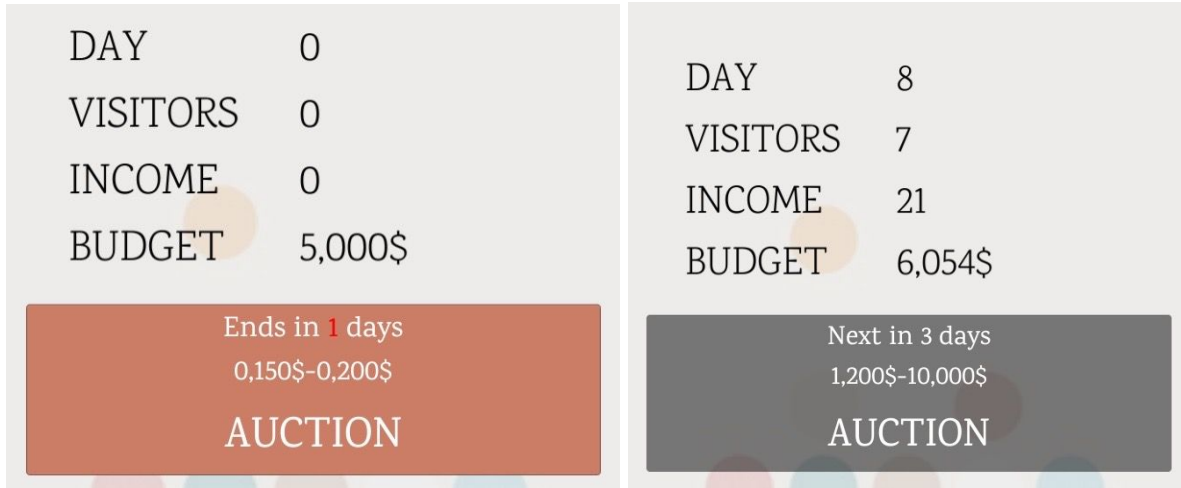 DAY 0
VISITORS 0
INCOME 0
BUDGET 5,000$
Ends in 1 days
0,150$-0,200$
AUCTION
DAY 8
VISITORS 7
INCOME 21
BUDGET 6,054$
Next in 3 days
1,200$-10,000$
AUCTION